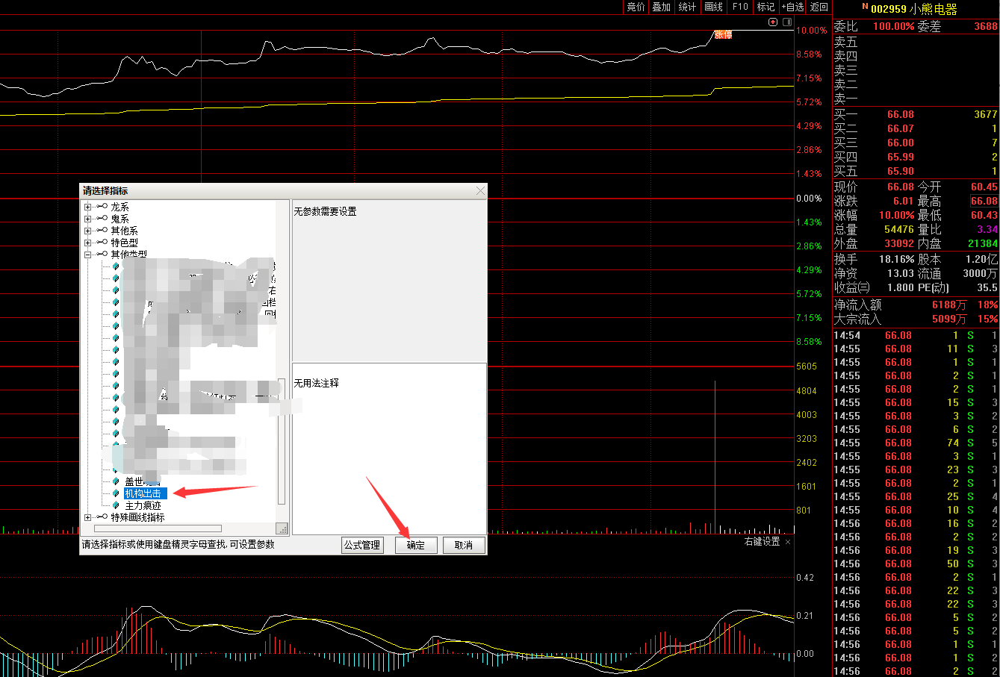 竞价 叠加 统计 画线 F10 标记 +自选 返回
N 002959 小熊电器
委比 100.00% 委差 3688
卖五
卖四
卖三
卖二
卖一
买一 66.08 3677
买二 66.07 1
买三 66.00 7
买四 65.99 2
买五 65.90 1
现价 66.08 今开 60.45
涨跌 6.01 最高 66.08
涨幅 10.00% 最低 60.43
总量 54476 量比 3.34
外盘 33092 内盘 21384
换手 18.16% 股本 1.20亿
净资 13.03 流通 3000万
收益㈢ 1.800 PE(动) 35.5
净流入额 6188万 18%
大宗流入 5099万 15%
14:54 66.08 1 S 1
14:55 66.08 11 S 3
14:55 66.08 1 S 1
14:55 66.08 2 S 1
14:55 66.08 2 S 1
14:55 66.08 15 S 3
14:55 66.08 3 S 2
14:55 66.08 6 S 2
14:55 66.08 74 S 5
14:55 66.08 3 S 1
14:55 66.08 23 S 3
14:55 66.08 2 S 1
14:55 66.08 25 S 4
14:55 66.08 10 S 4
14:56 66.08 16 S 2
14:56 66.08 2 S 2
14:56 66.08 19 S 3
14:56 66.08 50 S 3
14:56 66.08 2 S 1
14:56 66.08 22 S 3
14:56 66.08 22 S 3
14:56 66.08 5 S 2
14:56 66.08 5 S 2
14:56 66.08 1 S 1
14:56 66.08 1 S 2
14:56 66.08 2 S 2
涨停
10.00%
8.58%
7.15%
5.72%
4.29%
2.86%
1.43%
0.00%
1.43%
2.86%
4.29%
5.72%
7.15%
8.58%
5605
4804
4003
3203
2402
1601
801
右键设置 ×
0.42
0.21
0.00
请选择指标
龙系
鬼系
其他系
特色型
其他类型
右
回档
盖世
机构出击
主力痕迹
特殊画线指标
无参数需要设置
无用法注释
请选择指标或使用键盘精灵字母查找,可设置参数
公式管理 确定 取消